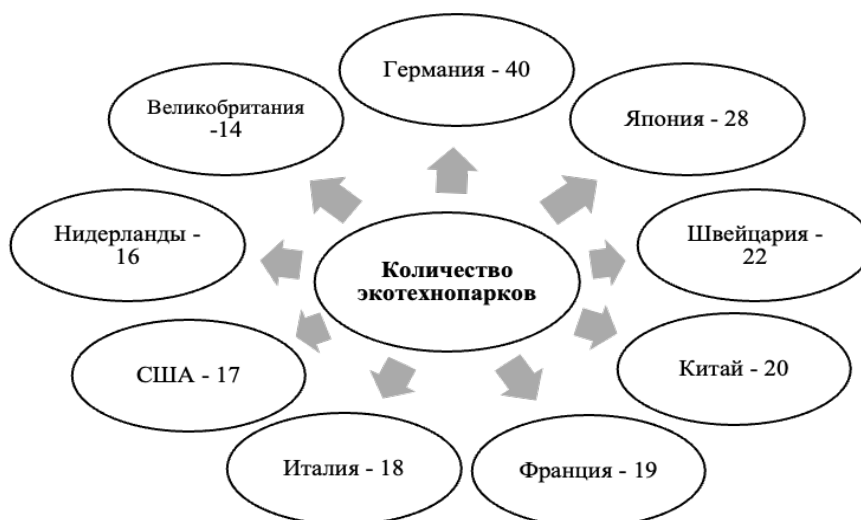 Германия - 40
Великобритания
-14
Япония - 28
Нидерланды -
16
Количество
экотехнопарков
Швейцария -
22
США - 17
Китай - 20
Италия - 18
Франция - 19